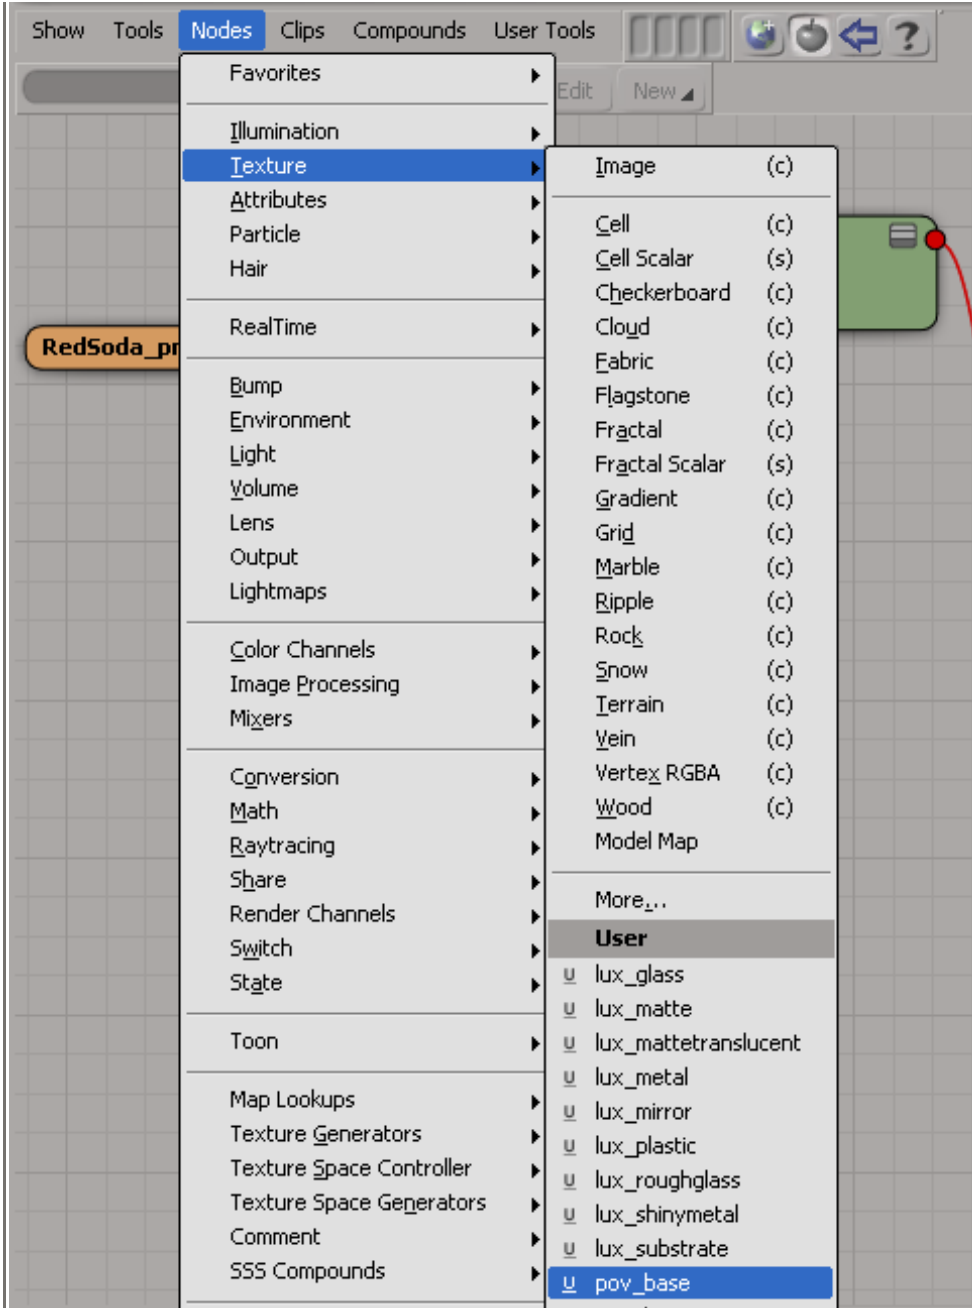 Show Tools Nodes Clips Compounds User Tools ?
Edit New
Favorites
Illumination
Texture
Attributes
Particle
Hair
RealTime
Bump
Environment
Light
Volume
Lens
Output
Lightmaps
Color Channels
Image Processing
Mixers
Conversion
Math
Raytracing
Share
Render Channels
Switch
State
Toon
Map Lookups
Texture Generators
Texture Space Controller
Texture Space Generators
Comment
SSS Compounds
Image (c)
Cell (c)
Cell Scalar (s)
Checkerboard (c)
Cloud (c)
Fabric (c)
Flagstone (c)
Fractal (c)
Fractal Scalar (s)
Gradient (c)
Grid (c)
Marble (c)
Ripple (c)
Rock (c)
Snow (c)
Terrain (c)
Vein (c)
Vertex RGBA (c)
Wood (c)
Model Map
More...
User
U lux_glass
U lux_matte
U lux_mattetranslucent
U lux_metal
U lux_mirror
U lux_plastic
U lux_roughglass
U lux_shinymetal
U lux_substrate
U pov_base
RedSoda_pr